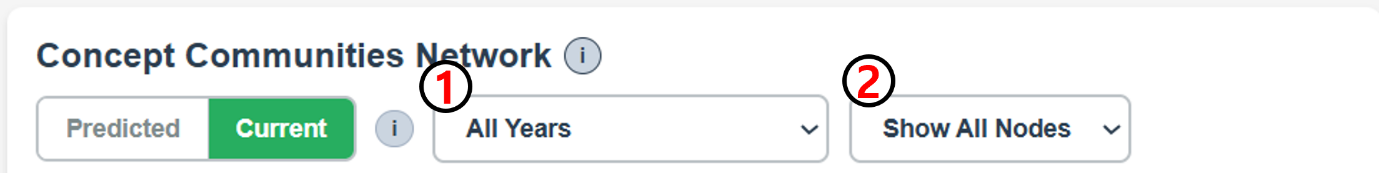 Concept Communities Network i
1 2
Predicted Current i All Years Show All Nodes